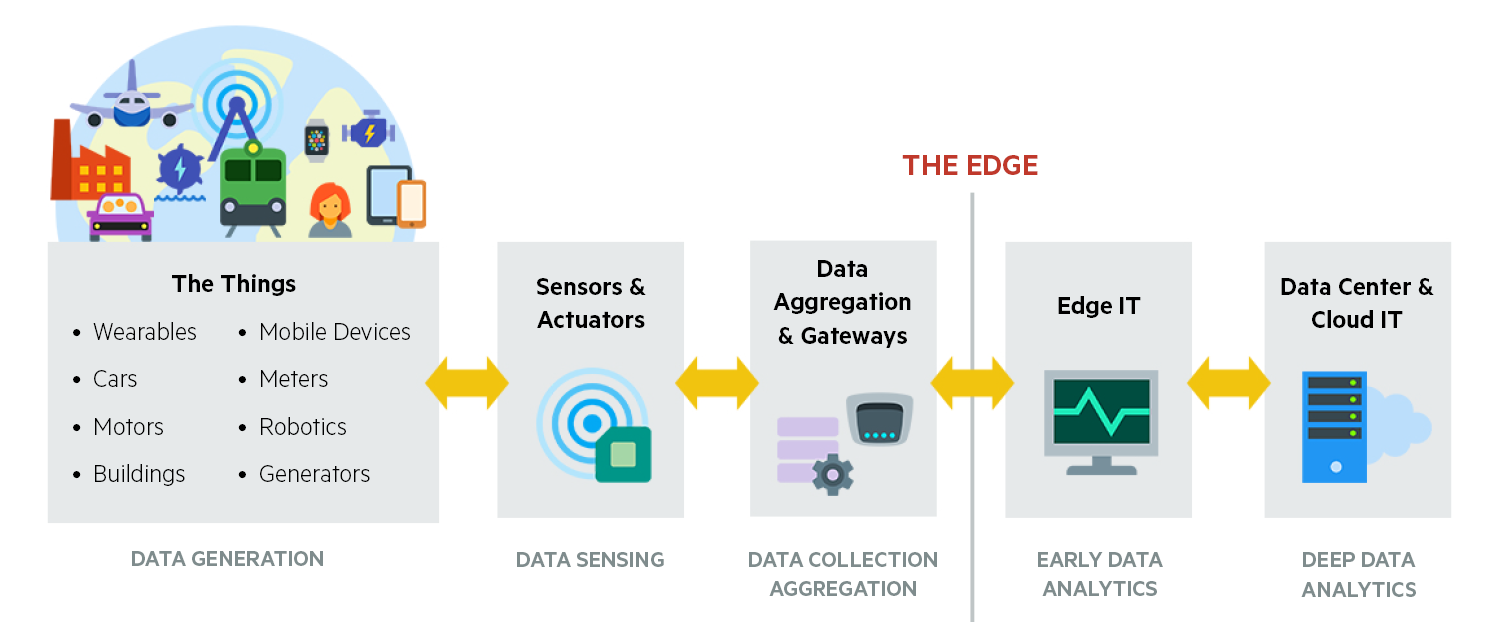 THE EDGE
The Things
• Wearables
• Cars
• Motors
• Buildings
• Mobile Devices
• Meters
• Robotics
• Generators
DATA GENERATION
Sensors &
Actuators
DATA SENSING
Data
Aggregation
& Gateways
DATA COLLECTION
AGGREGATION
Edge IT
EARLY DATA
ANALYTICS
Data Center &
Cloud IT
DEEP DATA
ANALYTICS